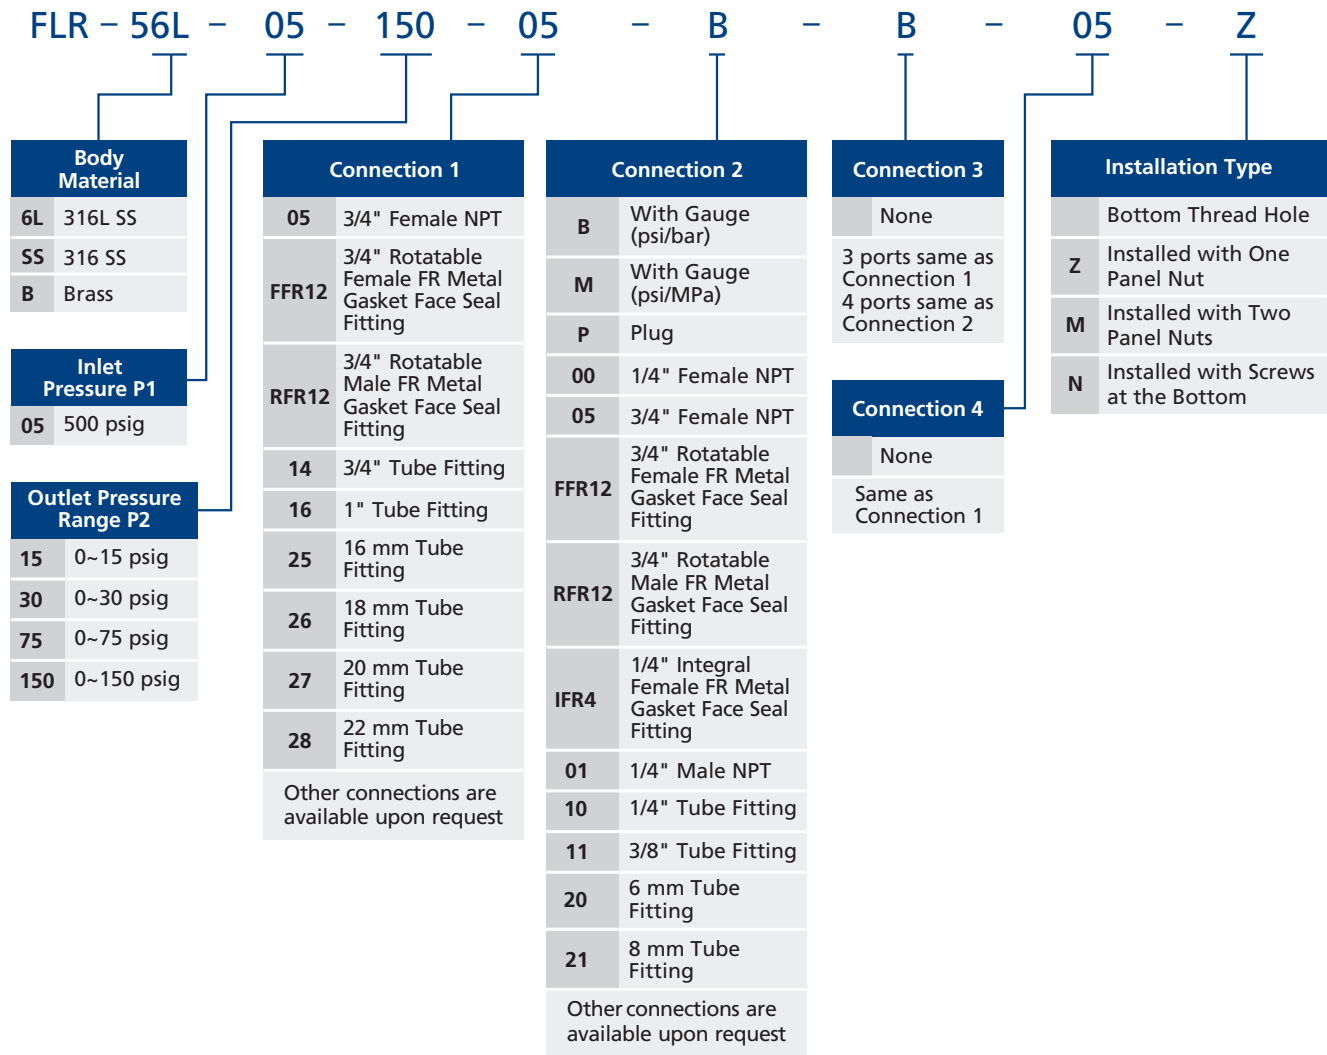 FLR – 56L – 05 – 150 – 05 – B – B – 05 – Z
Body
Material
6L 316L SS
SS 316 SS
B Brass
Inlet
Pressure P1
05 500 psig
Outlet Pressure
Range P2
15 0~15 psig
30 0~30 psig
75 0~75 psig
150 0~150 psig
Connection 1
05 3/4" Female NPT
FFR12 3/4" Rotatable
Female FR Metal
Gasket Face Seal
Fitting
RFR12 3/4" Rotatable
Male FR Metal
Gasket Face Seal
Fitting
14 3/4" Tube Fitting
16 1" Tube Fitting
25 16 mm Tube
Fitting
26 18 mm Tube
Fitting
27 20 mm Tube
Fitting
28 22 mm Tube
Fitting
Other connections are
available upon request
Connection 2
B With Gauge
(psi/bar)
M With Gauge
(psi/MPa)
P Plug
00 1/4" Female NPT
05 3/4" Female NPT
FFR12 3/4" Rotatable
Female FR Metal
Gasket Face Seal
Fitting
RFR12 3/4" Rotatable
Male FR Metal
Gasket Face Seal
Fitting
IFR4 1/4" Integral
Female FR Metal
Gasket Face Seal
Fitting
01 1/4" Male NPT
10 1/4" Tube Fitting
11 3/8" Tube Fitting
20 6 mm Tube
Fitting
21 8 mm Tube
Fitting
Other connections are
available upon request
Connection 3
None
3 ports same as
Connection 1
4 ports same as
Connection 2
Connection 4
None
Same as
Connection 1
Installation Type
Bottom Thread Hole
Z Installed with One
Panel Nut
M Installed with Two
Panel Nuts
N Installed with Screws
at the Bottom